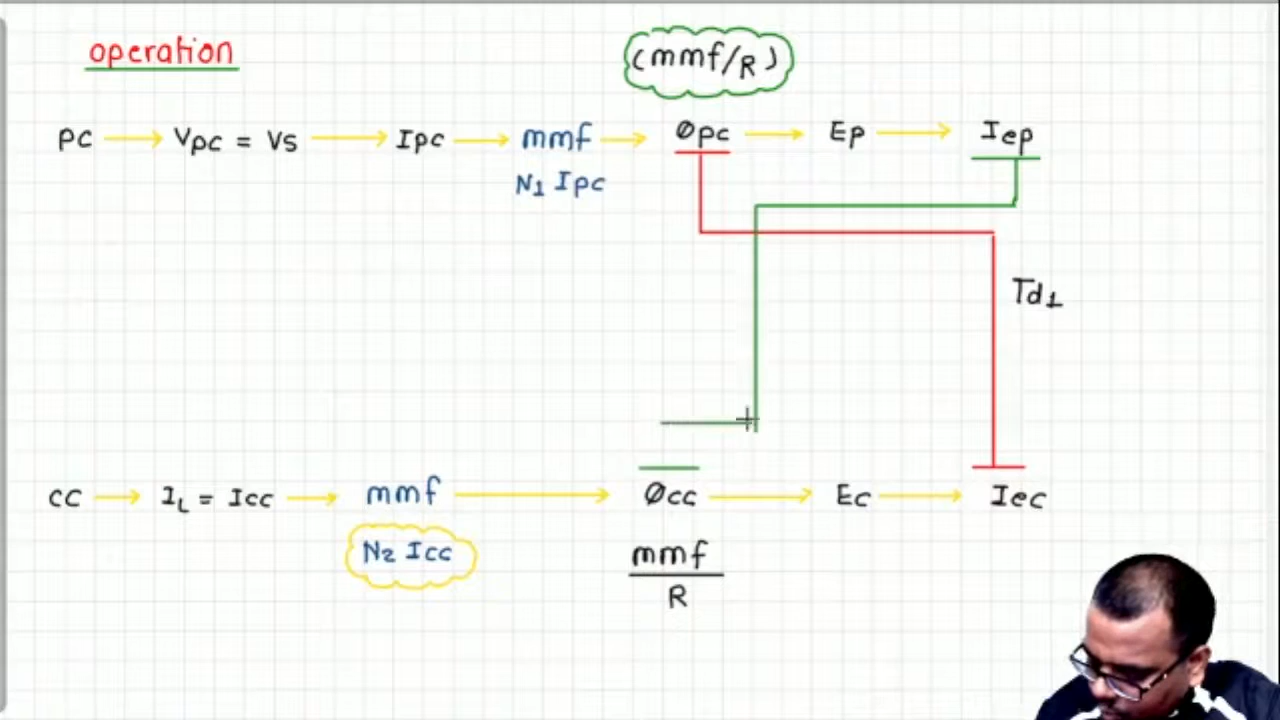 operation
(mmf/R)
PC → VPC = VS → IPC → mmf → ØPC → EP → Iep
N1 IPC
Td1
CC → IL = ICC → mmf → ØCC → EC → Iec
N2 ICC
mmf
R